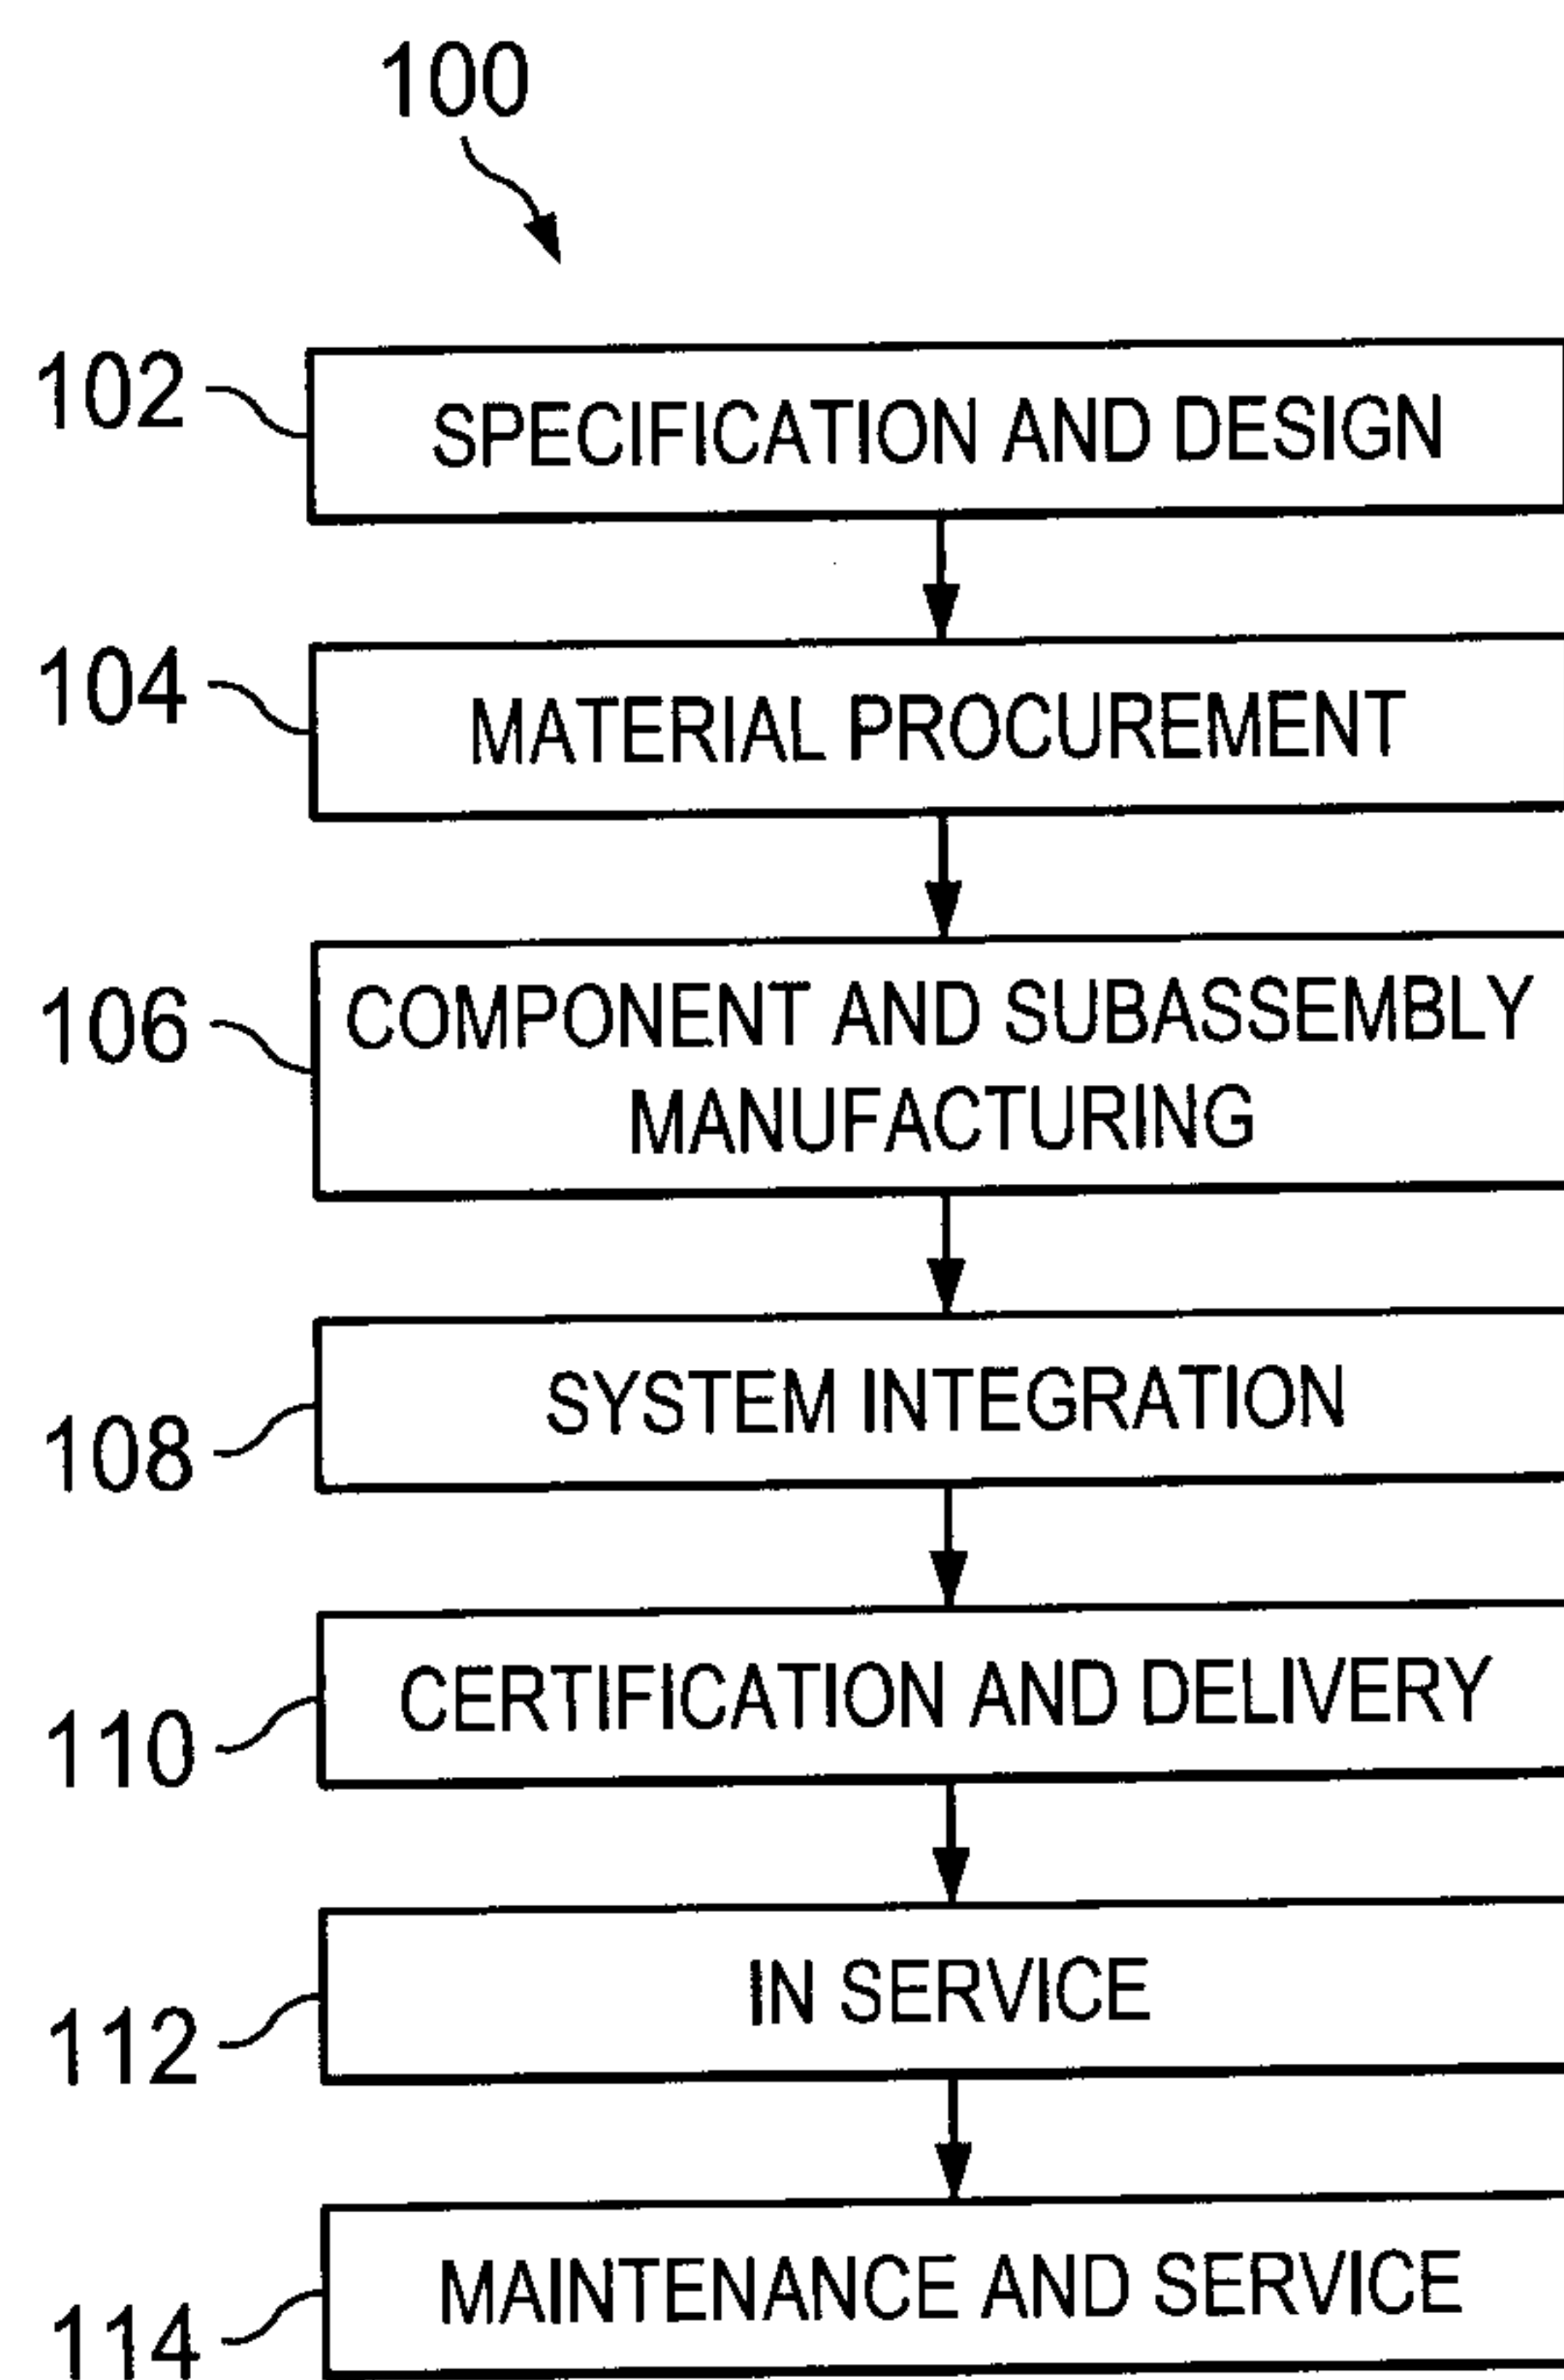 100
102
SPECIFICATION AND DESIGN
104
MATERIAL PROCUREMENT
106
COMPONENT AND SUBASSEMBLY
MANUFACTURING
108
SYSTEM INTEGRATION
110
CERTIFICATION AND DELIVERY
112
IN SERVICE
114
MAINTENANCE AND SERVICE